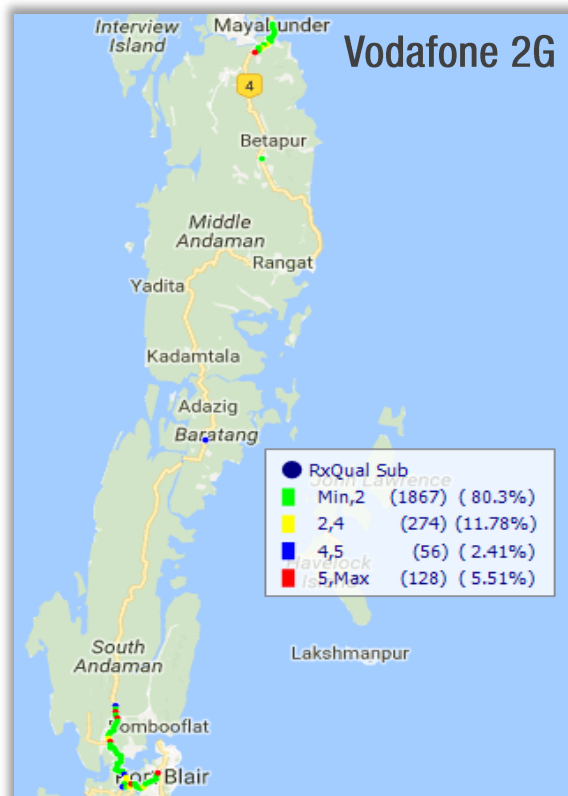 Interview
Island
Mayabunder
Vodafone 2G
4
Betapur
Middle
Andaman
Rangat
Yadita
Kadamtala
Adazig
Baratang
RxQual Sub
John Lawrence
Min,2 (1867) ( 80.3%)
2,4 (274) (11.78%)
4,5 (56) ( 2.41%)
Havelock
Island
5,Max (128) ( 5.51%)
Lakshmanpur
South
Andaman
Bombooflat
Port Blair